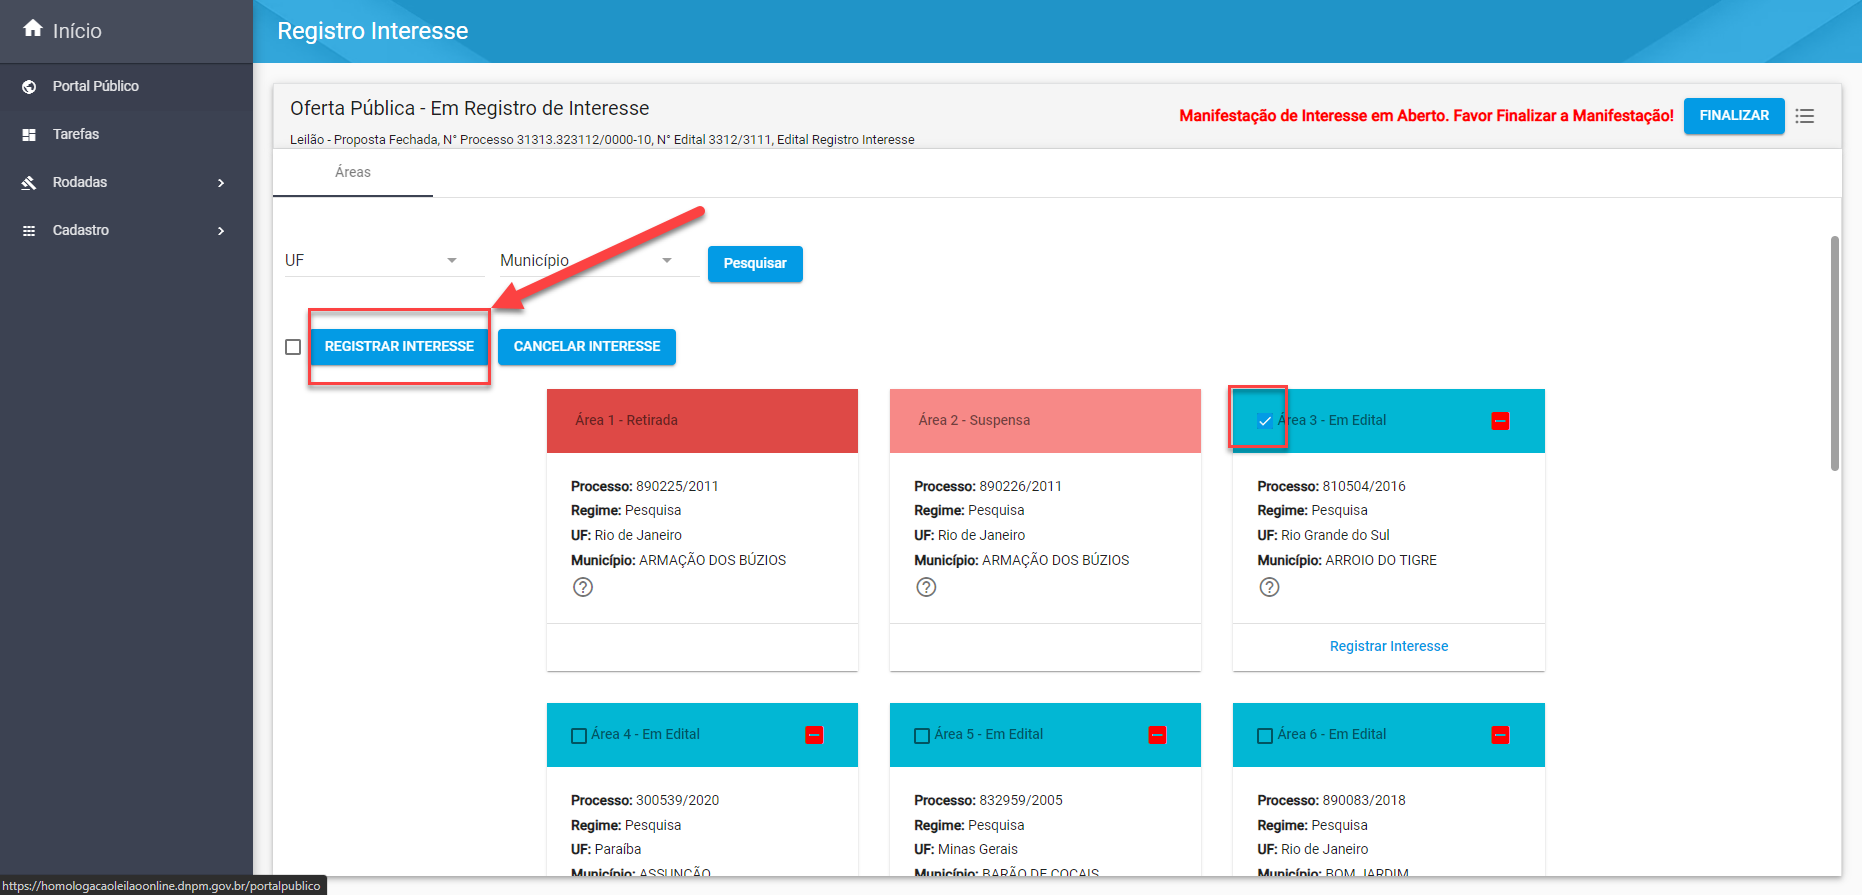 Início
Registro Interesse
Portal Público
Tarefas
Rodadas
Cadastro
Oferta Pública - Em Registro de Interesse
Leilão - Proposta Fechada, N° Processo 31313.323112/0000-10, N° Edital 3312/3111, Edital Registro Interesse
Manifestação de Interesse em Aberto. Favor Finalizar a Manifestação!
FINALIZAR
Áreas
UF
Município
Pesquisar
REGISTRAR INTERESSE
CANCELAR INTERESSE
Área 1 - Retirada
Processo: 890225/2011
Regime: Pesquisa
UF: Rio de Janeiro
Município: ARMAÇÃO DOS BÚZIOS
Área 2 - Suspensa
Processo: 890226/2011
Regime: Pesquisa
UF: Rio de Janeiro
Município: ARMAÇÃO DOS BÚZIOS
Área 3 - Em Edital
Processo: 810504/2016
Regime: Pesquisa
UF: Rio Grande do Sul
Município: ARROIO DO TIGRE
Registrar Interesse
Área 4 - Em Edital
Processo: 300539/2020
Regime: Pesquisa
UF: Paraíba
Município: ASSUNÇÃO
Área 5 - Em Edital
Processo: 832959/2005
Regime: Pesquisa
UF: Minas Gerais
Município: BARÃO DE COCAIS
Área 6 - Em Edital
Processo: 890083/2018
Regime: Pesquisa
UF: Rio de Janeiro
Município: BOM JARDIM
https://homologacaoleilaoonline.dnpm.gov.br/portalpublico